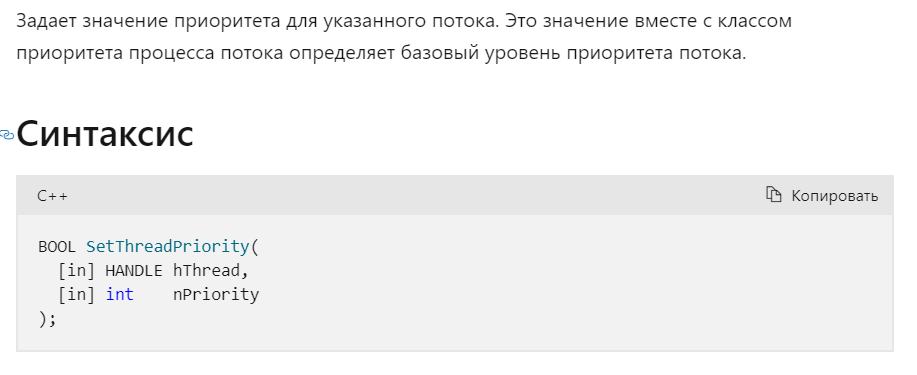 Задает значение приоритета для указанного потока. Это значение вместе с классом
приоритета процесса потока определяет базовый уровень приоритета потока.
Синтаксис
C++ Копировать
BOOL SetThreadPriority(
  [in] HANDLE hThread,
  [in] int    nPriority
);